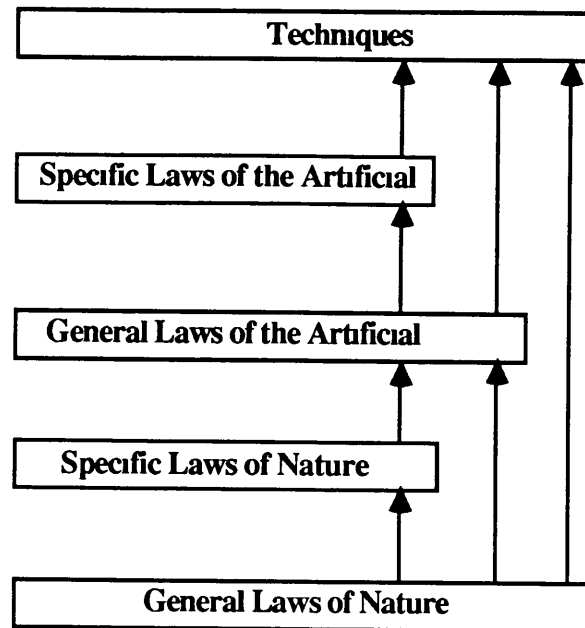 Techniques
Specific Laws of the Artificial
General Laws of the Artificial
Specific Laws of Nature
General Laws of Nature